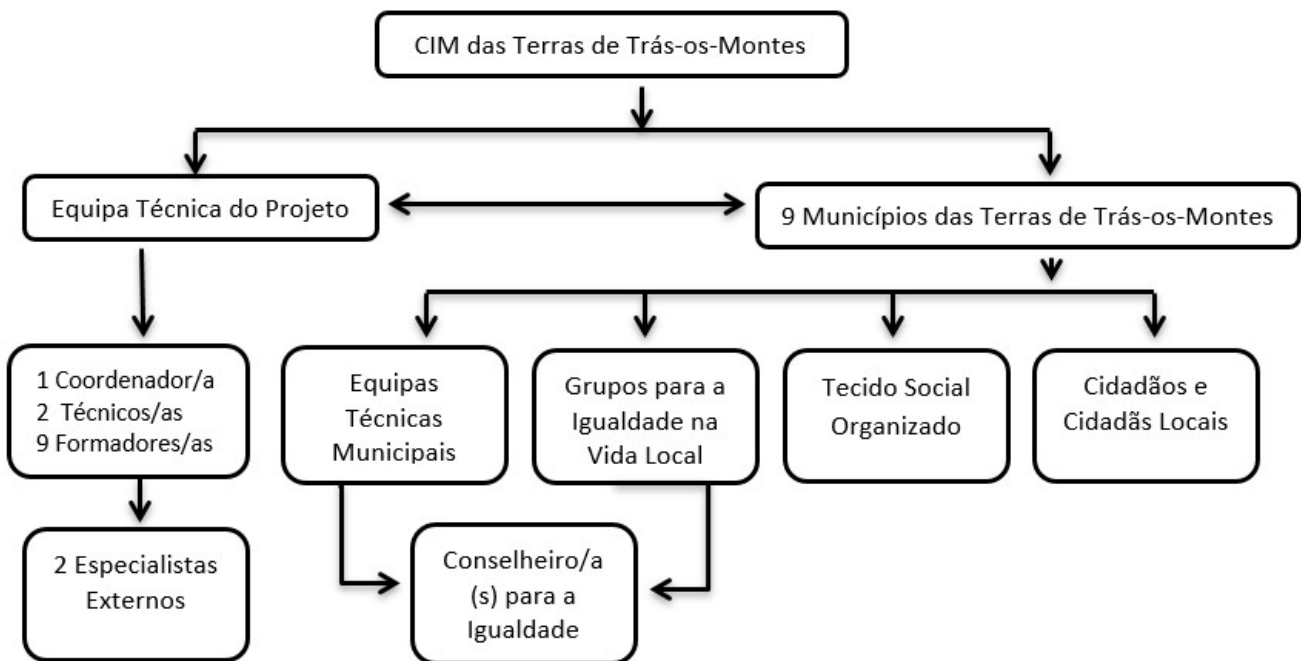 CIM das Terras de Trás-os-Montes
Equipa Técnica do Projeto
9 Municípios das Terras de Trás-os-Montes
1 Coordenador/a
2 Técnicos/as
9 Formadores/as
Equipas
Técnicas
Municipais
Grupos para a
Igualdade na
Vida Local
Tecido Social
Organizado
Cidadãos e
Cidadãs Locais
2 Especialistas
Externos
Conselheiro/a
(s) para a
Igualdade